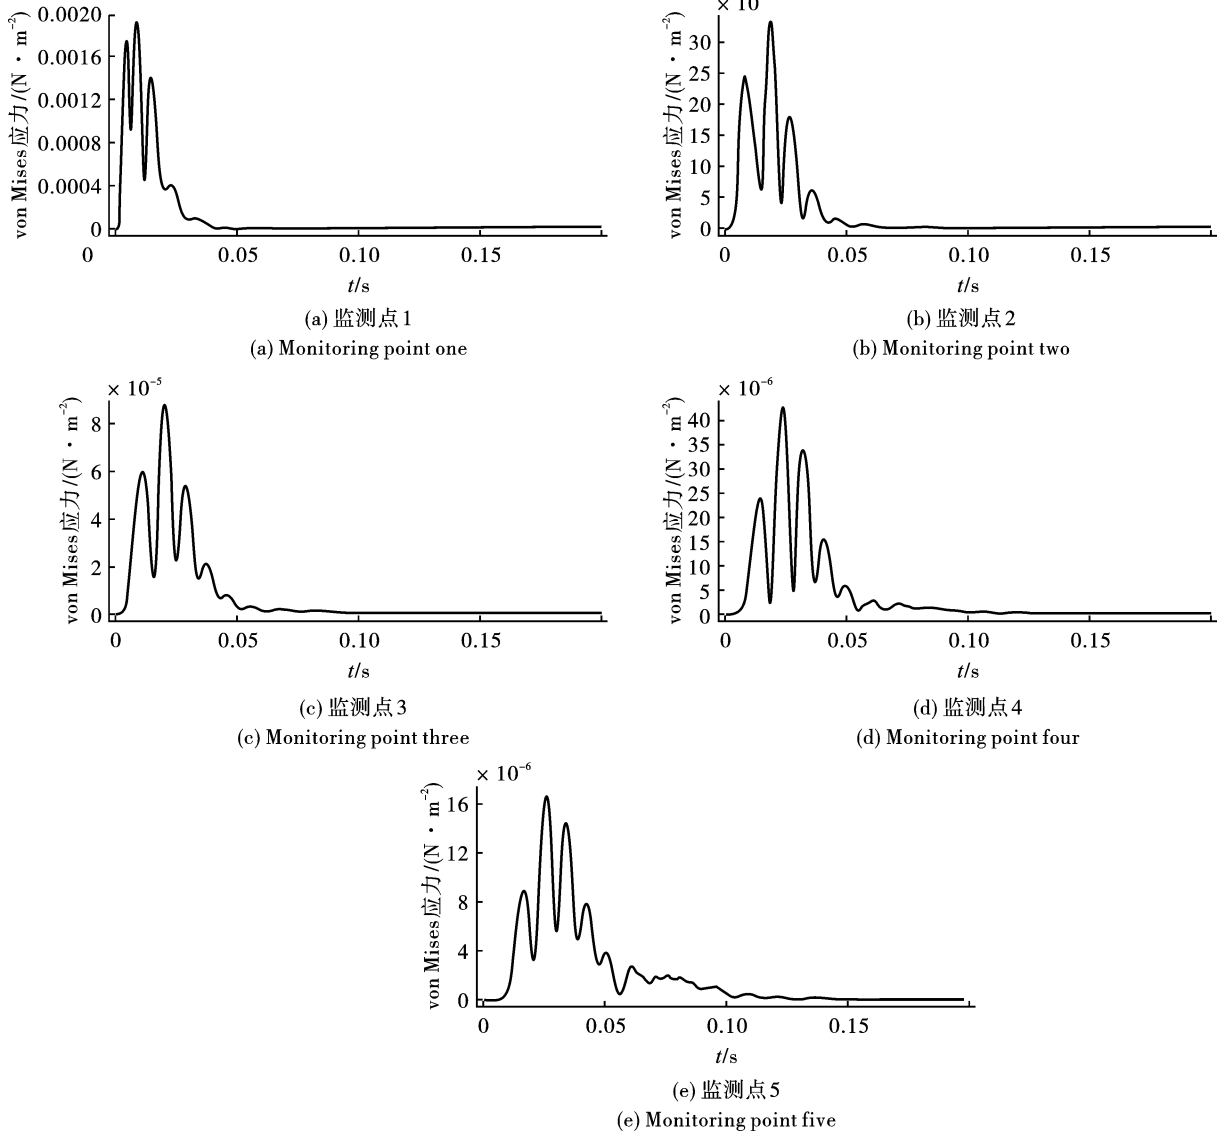 von Mises应力/(N · m⁻²)
0.0020
0.0016
0.0012
0.0008
0.0004
0
0 0 0.05 0.10 0.15
t/s
(a) 监测点1
(a) Monitoring point one
× 10
von Mises应力/(N · m⁻²)
30
25
20
15
10
5
0
0 0.05 0.10 0.15
t/s
(b) 监测点2
(b) Monitoring point two
× 10⁻⁵
von Mises应力/(N · m⁻²)
8
6
4
2
0
0 0.05 0.10 0.15
t/s
(c) 监测点3
(c) Monitoring point three
× 10⁻⁶
von Mises应力/(N · m⁻²)
40
35
30
25
20
15
10
5
0
0 0.05 0.10 0.15
t/s
(d) 监测点4
(d) Monitoring point four
× 10⁻⁶
von Mises应力/(N · m⁻²)
16
12
8
4
0
0 0.05 0.10 0.15
t/s
(e) 监测点5
(e) Monitoring point five